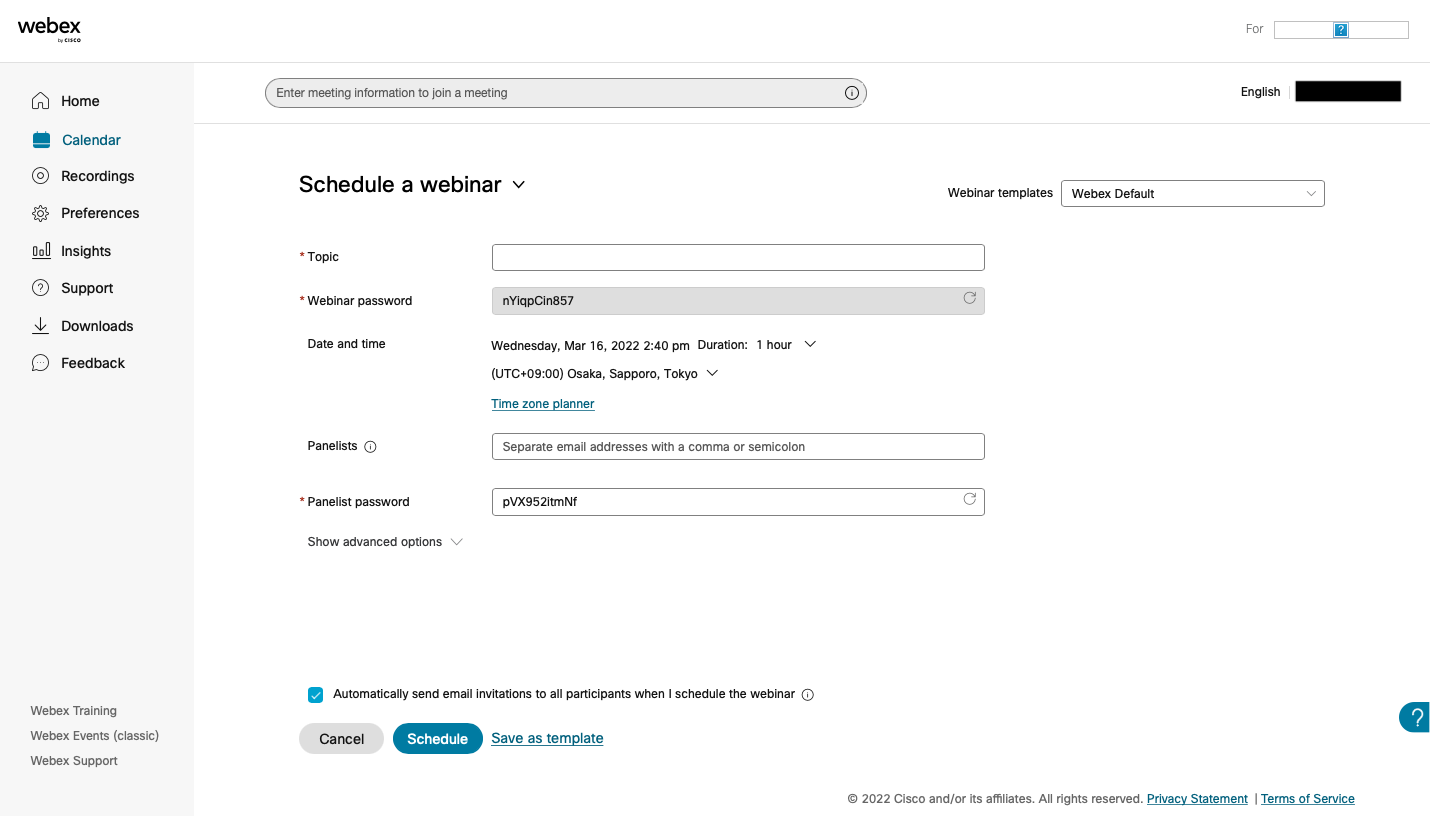 webex
by CISCO
For
?
Home
Calendar
Recordings
Preferences
Insights
Support
Downloads
Feedback
Webex Training
Webex Events (classic)
Webex Support
Enter meeting information to join a meeting
English
Schedule a webinar
Webinar templates Webex Default
* Topic
* Webinar password nYiqpCin857
Date and time Wednesday, Mar 16, 2022 2:40 pm Duration: 1 hour
(UTC+09:00) Osaka, Sapporo, Tokyo
Time zone planner
Panelists Separate email addresses with a comma or semicolon
* Panelist password pVX952itmNf
Show advanced options
Automatically send email invitations to all participants when I schedule the webinar
Cancel Schedule Save as template
?
© 2022 Cisco and/or its affiliates. All rights reserved. Privacy Statement | Terms of Service